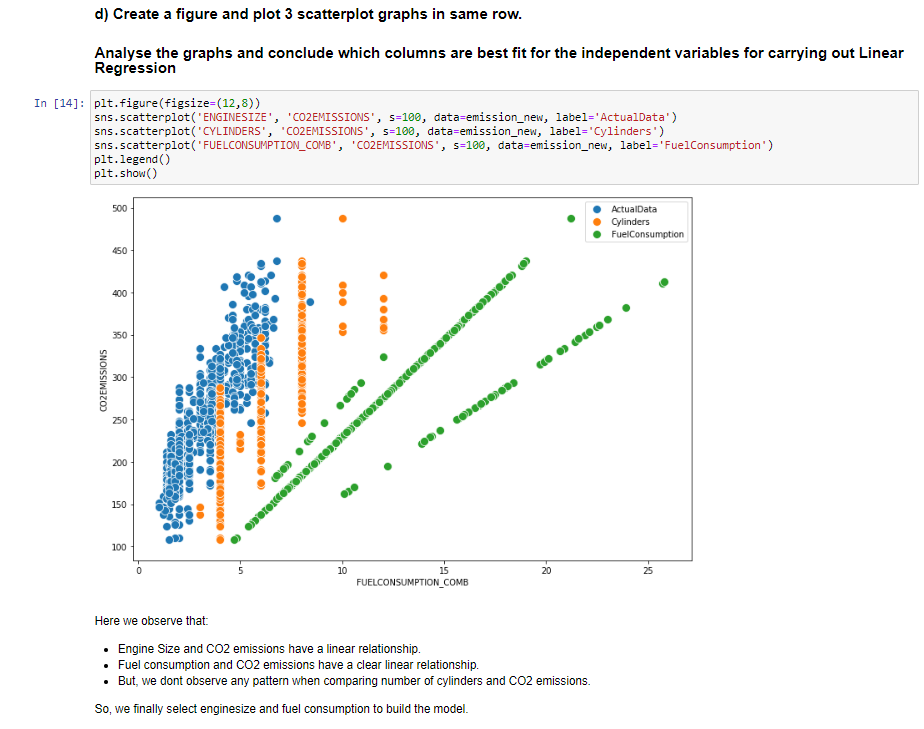 d) Create a figure and plot 3 scatterplot graphs in same row.
Analyse the graphs and conclude which columns are best fit for the independent variables for carrying out Linear
Regression
In [14]: plt.figure(figsize=(12,8))
sns.scatterplot('ENGINESIZE', 'CO2EMISSIONS', s=100, data=emission_new, label='ActualData')
sns.scatterplot('CYLINDERS', 'CO2EMISSIONS', s=100, data=emission_new, label='Cylinders')
sns.scatterplot('FUELCONSUMPTION_COMB', 'CO2EMISSIONS', s=100, data=emission_new, label='FuelConsumption')
plt.legend()
plt.show()
ActualData
Cylinders
FuelConsumption
500
450
400
350
300
250
200
150
100
CO2EMISSIONS
0 5 10 15 20 25
FUELCONSUMPTION_COMB
Here we observe that:
• Engine Size and CO2 emissions have a linear relationship.
• Fuel consumption and CO2 emissions have a clear linear relationship.
• But, we dont observe any pattern when comparing number of cylinders and CO2 emissions.
So, we finally select enginesize and fuel consumption to build the model.